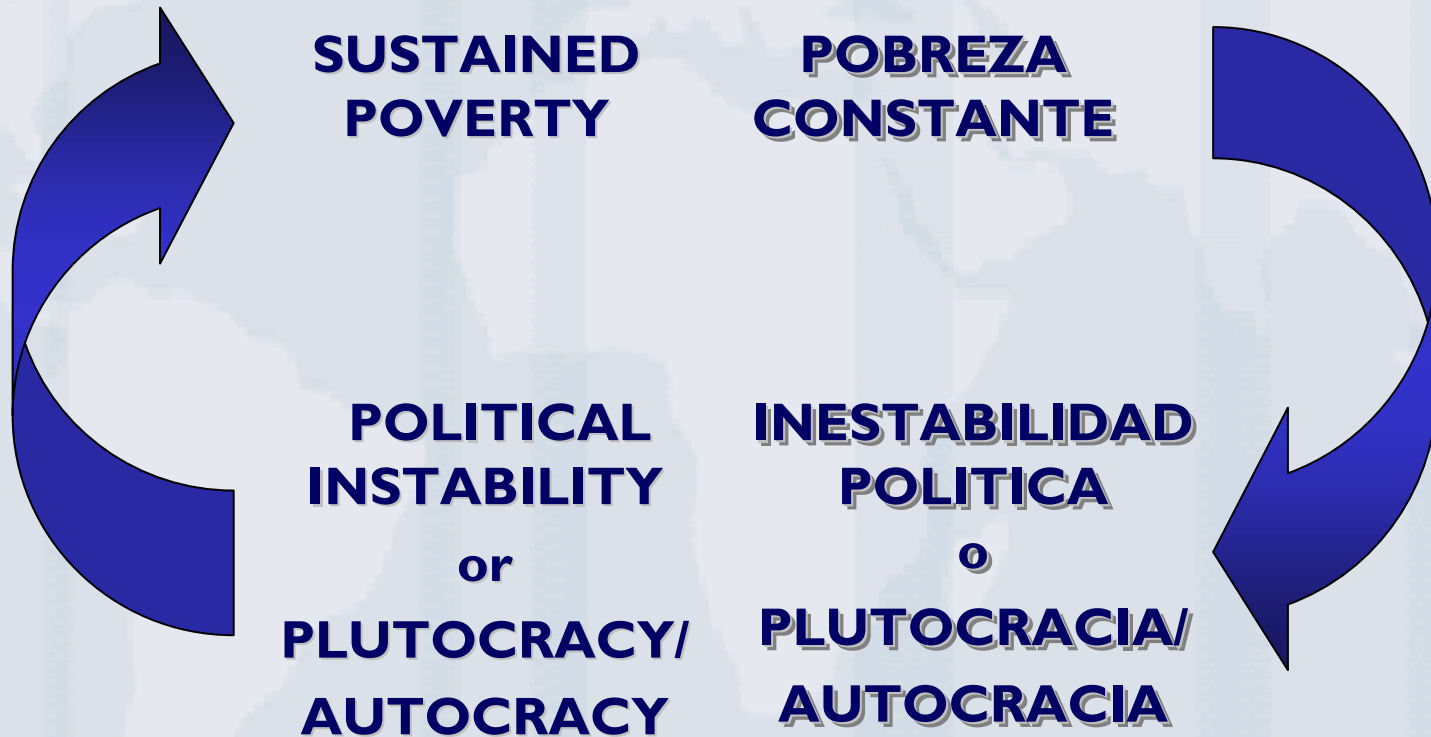 SUSTAINED
POVERTY
POBREZA
CONSTANTE
POLITICAL
INSTABILITY
or
PLUTOCRACY/
AUTOCRACY
INESTABILIDAD
POLITICA
o
PLUTOCRACIA/
AUTOCRACIA